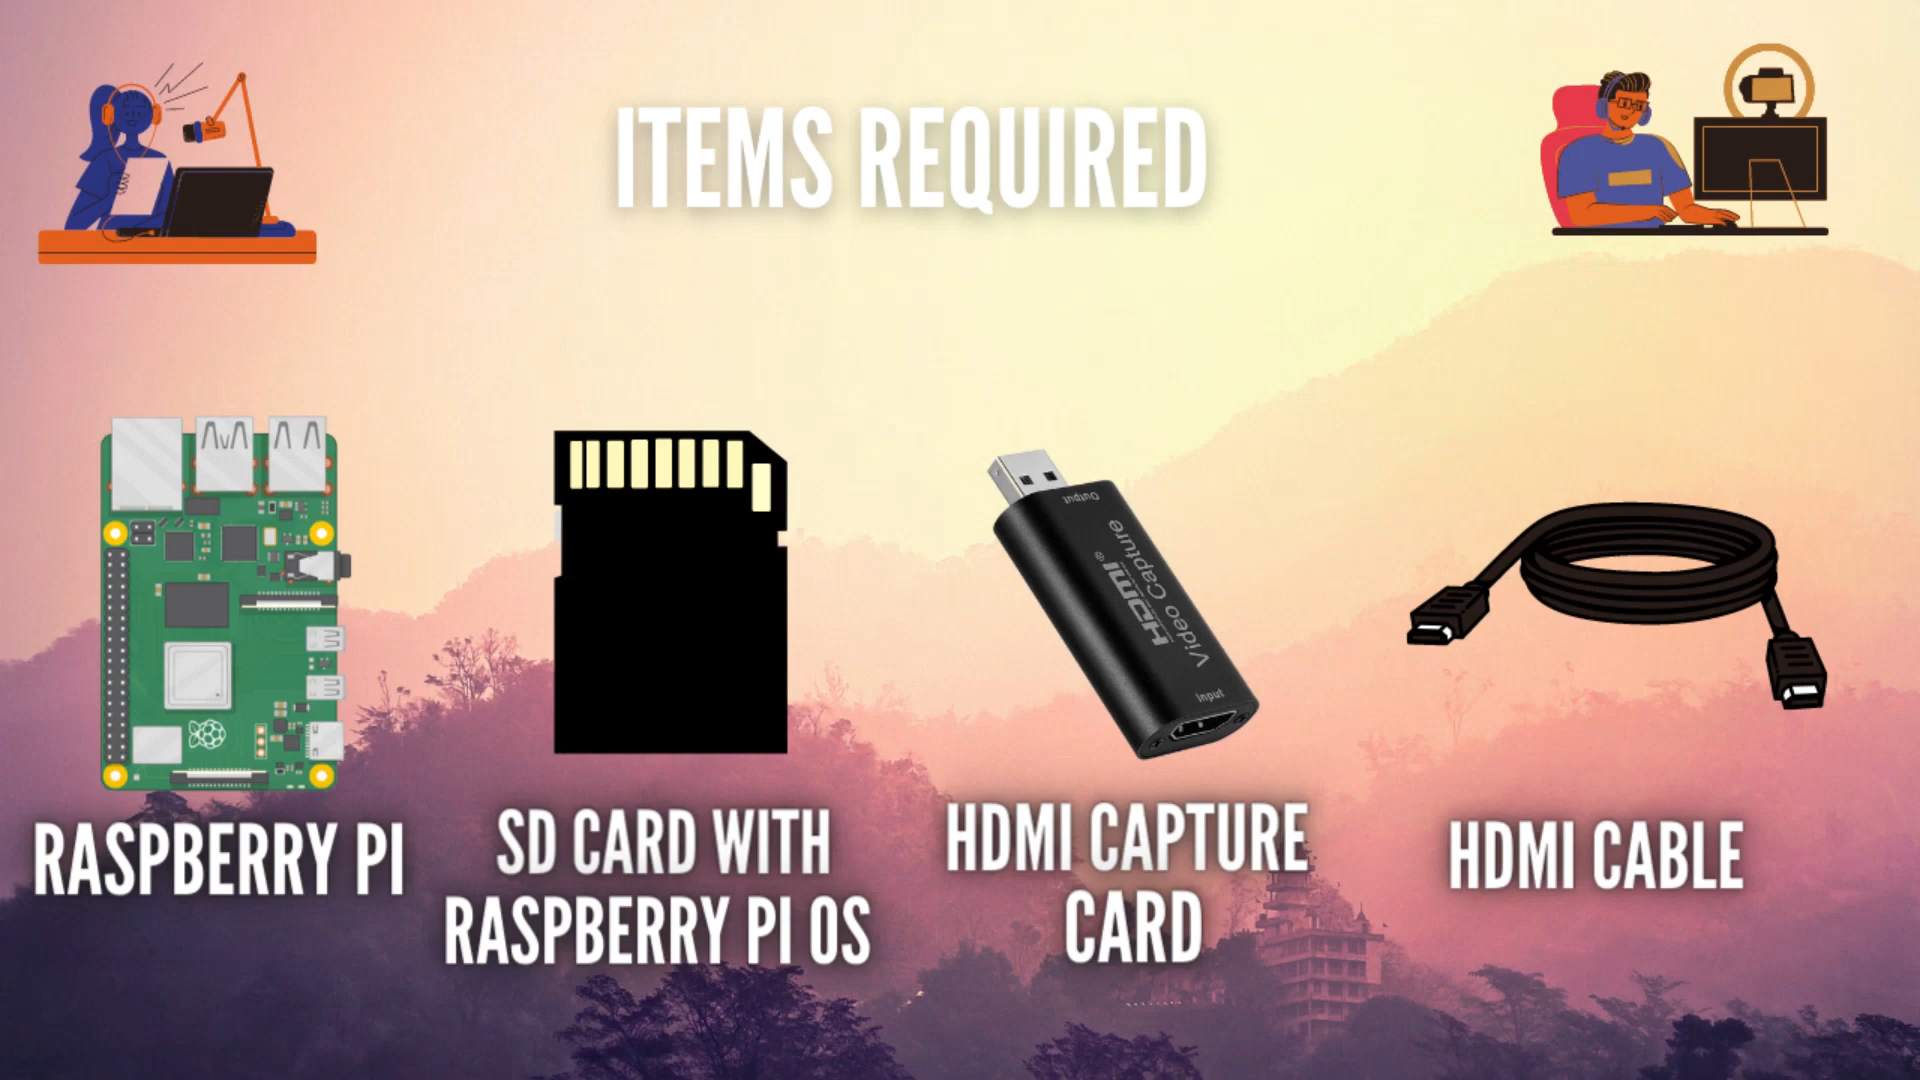 ITEMS REQUIRED
Output
HDMI®
Video Capture
Input
RASPBERRY PI
SD CARD WITH
RASPBERRY PI OS
HDMI CAPTURE
CARD
HDMI CABLE